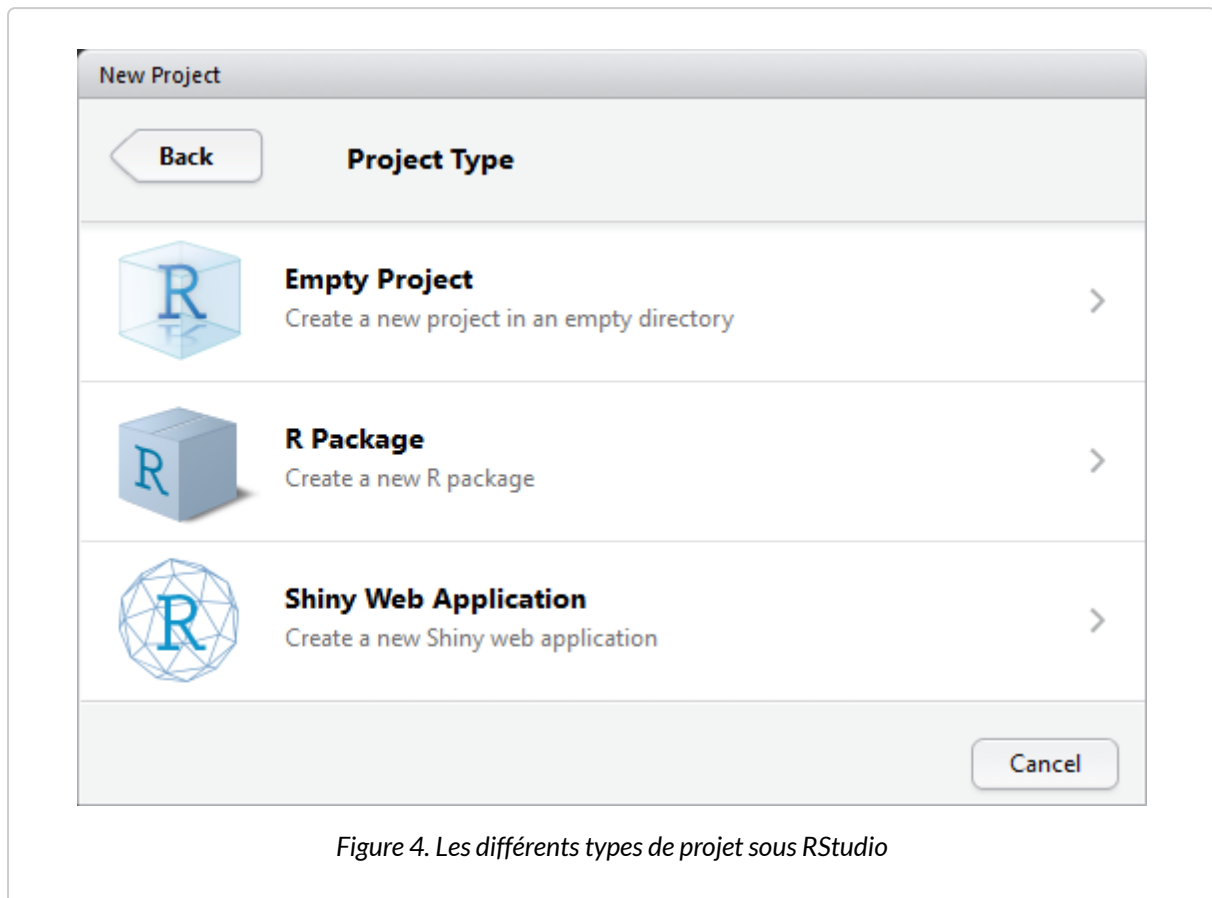 New Project
Back
Project Type
R
Empty Project
Create a new project in an empty directory
R
R Package
Create a new R package
R
Shiny Web Application
Create a new Shiny web application
Cancel
Figure 4. Les différents types de projet sous RStudio